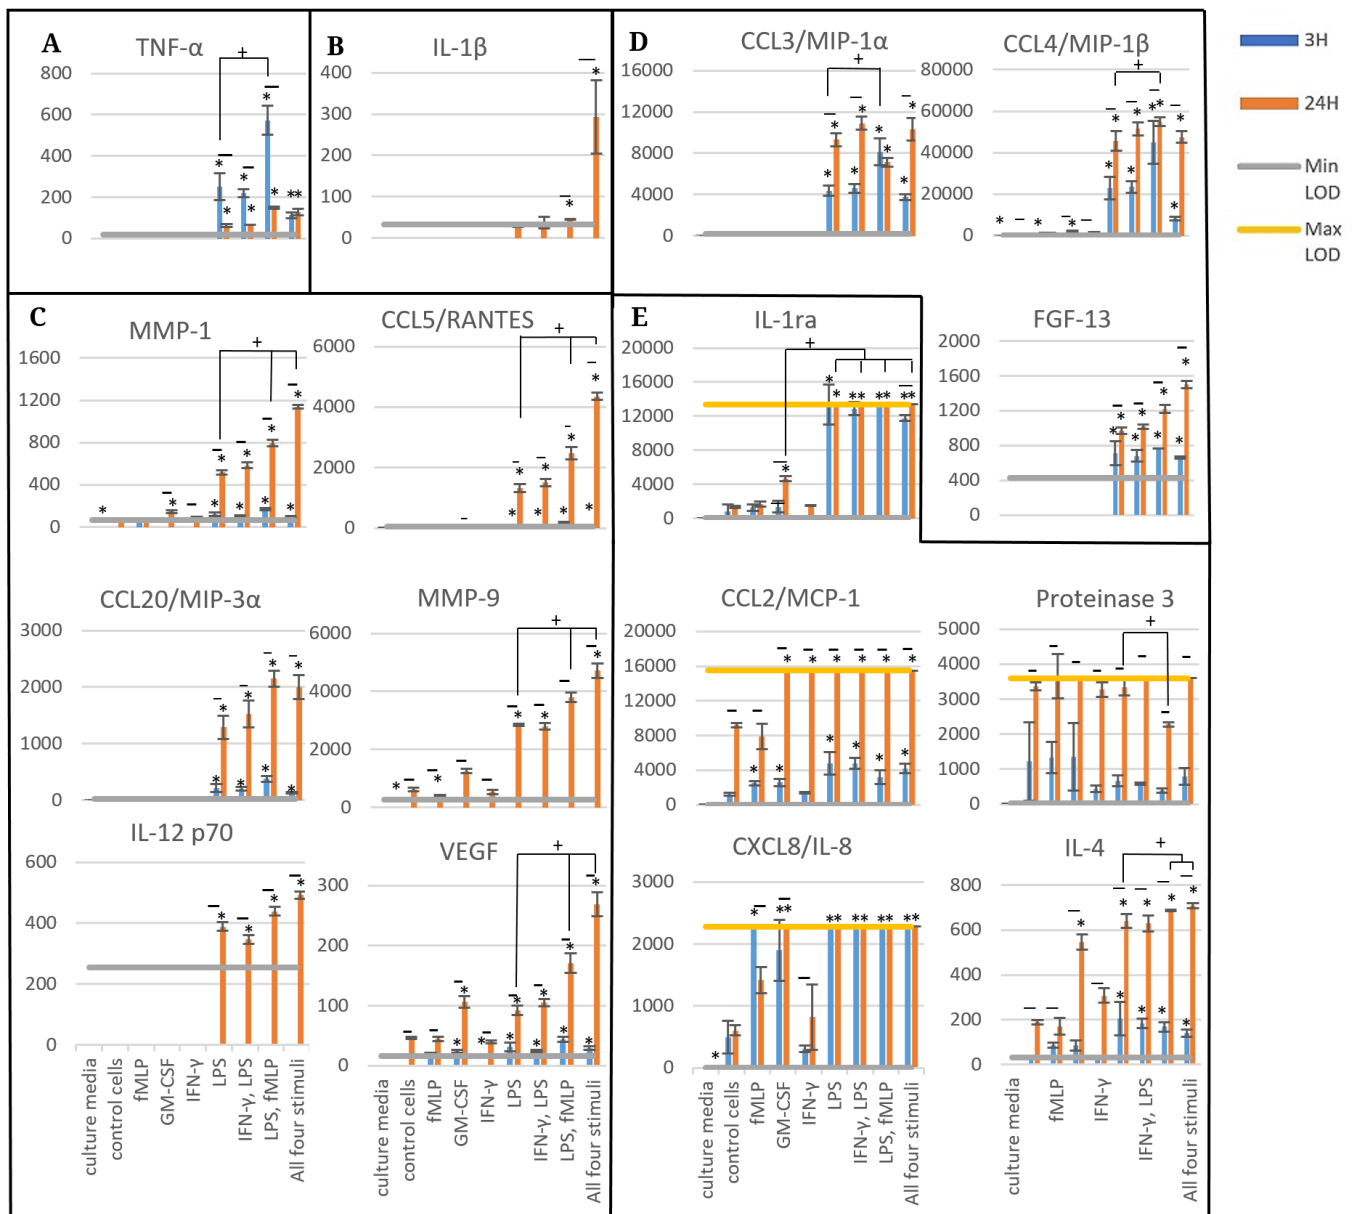 A
TNF-α
+
800
600
400
200
0
B
IL-1β
400
300
200
100
0
D
CCL3/MIP-1α
+
16000
12000
8000
4000
0
CCL4/MIP-1β
+
80000
60000
40000
20000
0
3H
24H
Min
LOD
Max
LOD
C
MMP-1
+
1600
1200
800
400
0
CCL5/RANTES
+
6000
4000
2000
0
E
IL-1ra
+
20000
16000
12000
8000
4000
0
FGF-13
2000
1600
1200
800
400
0
CCL20/MIP-3α
3000
2000
1000
0
MMP-9
+
6000
4000
2000
0
CCL2/MCP-1
20000
16000
12000
8000
4000
0
Proteinase 3
+
5000
4000
3000
2000
1000
0
IL-12 p70
600
400
200
0
culture media
control cells
fMLP
GM-CSF
IFN-γ
LPS
IFN-γ, LPS
LPS, fMLP
All four stimuli
VEGF
+
300
200
100
0
culture media
control cells
fMLP
GM-CSF
IFN-γ
LPS
IFN-γ, LPS
LPS, fMLP
All four stimuli
CXCL8/IL-8
3000
2000
1000
0
culture media
control cells
fMLP
GM-CSF
IFN-γ
LPS
IFN-γ, LPS
LPS, fMLP
All four stimuli
IL-4
+
800
600
400
200
0
culture media
fMLP
IFN-γ
IFN-γ, LPS
All four stimuli